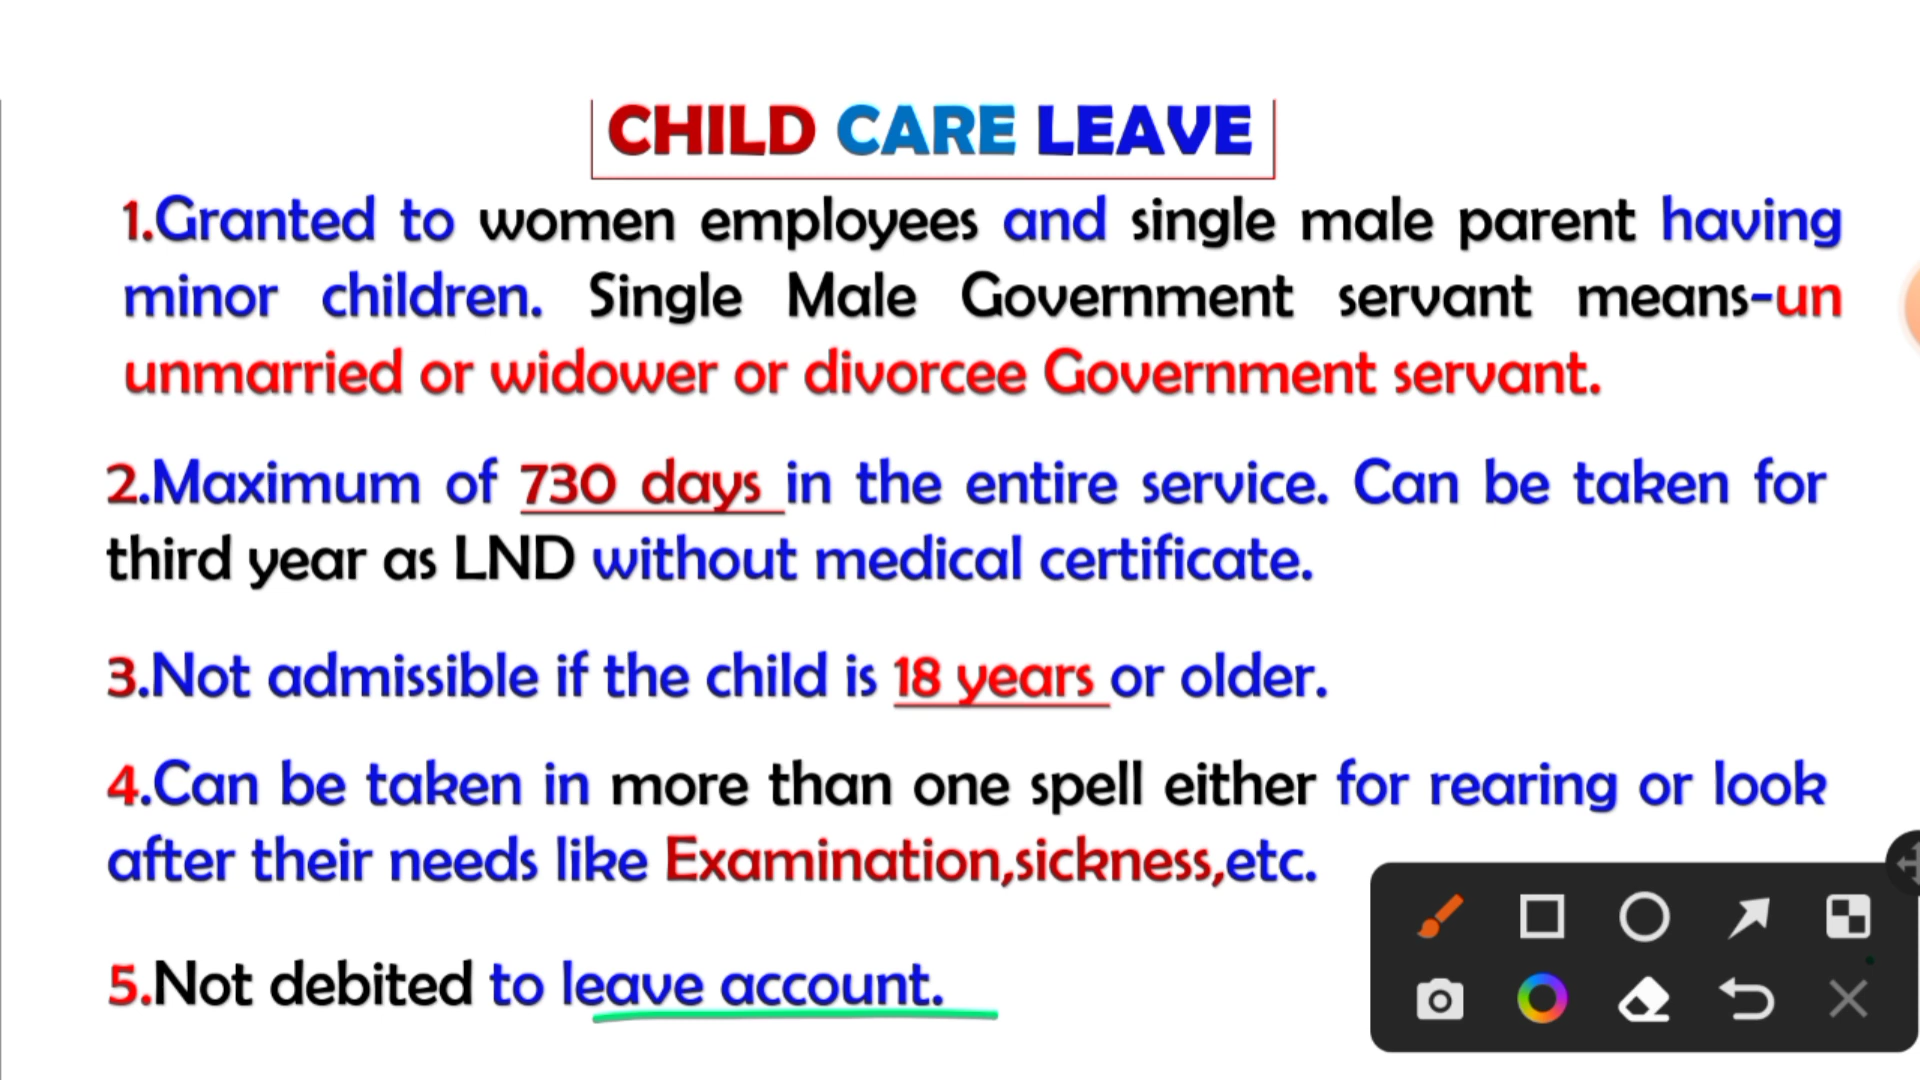 CHILD CARE LEAVE
1.Granted to women employees and single male parent having
minor children. Single Male Government servant means-un
unmarried or widower or divorcee Government servant.
2.Maximum of 730 days in the entire service. Can be taken for
third year as LND without medical certificate.
3.Not admissible if the child is 18 years or older.
4.Can be taken in more than one spell either for rearing or look
after their needs like Examination,sickness,etc.
5.Not debited to leave account.